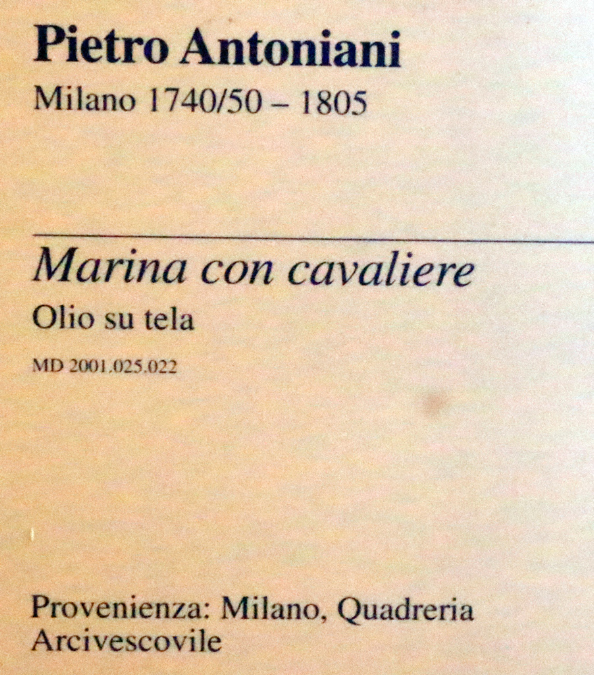 Pietro Antoniani
Milano 1740/50 – 1805
Marina con cavaliere
Olio su tela
MD 2001.025.022
Provenienza: Milano, Quadreria
Arcivescovile